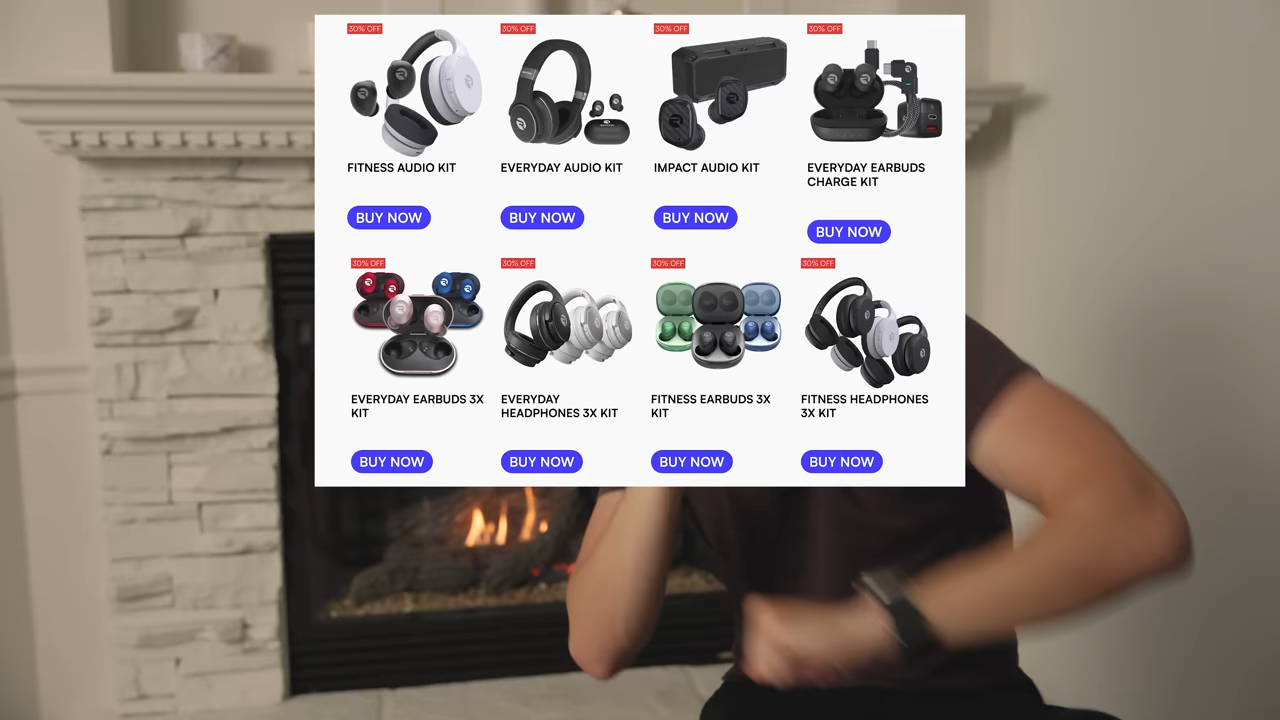 30% OFF
30% OFF
30% OFF
30% OFF
FITNESS AUDIO KIT
EVERYDAY AUDIO KIT
IMPACT AUDIO KIT
EVERYDAY EARBUDS
CHARGE KIT
BUY NOW
BUY NOW
BUY NOW
BUY NOW
30% OFF
30% OFF
30% OFF
30% OFF
EVERYDAY EARBUDS 3X
KIT
EVERYDAY
HEADPHONES 3X KIT
FITNESS EARBUDS 3X
KIT
FITNESS HEADPHONES
3X KIT
BUY NOW
BUY NOW
BUY NOW
BUY NOW